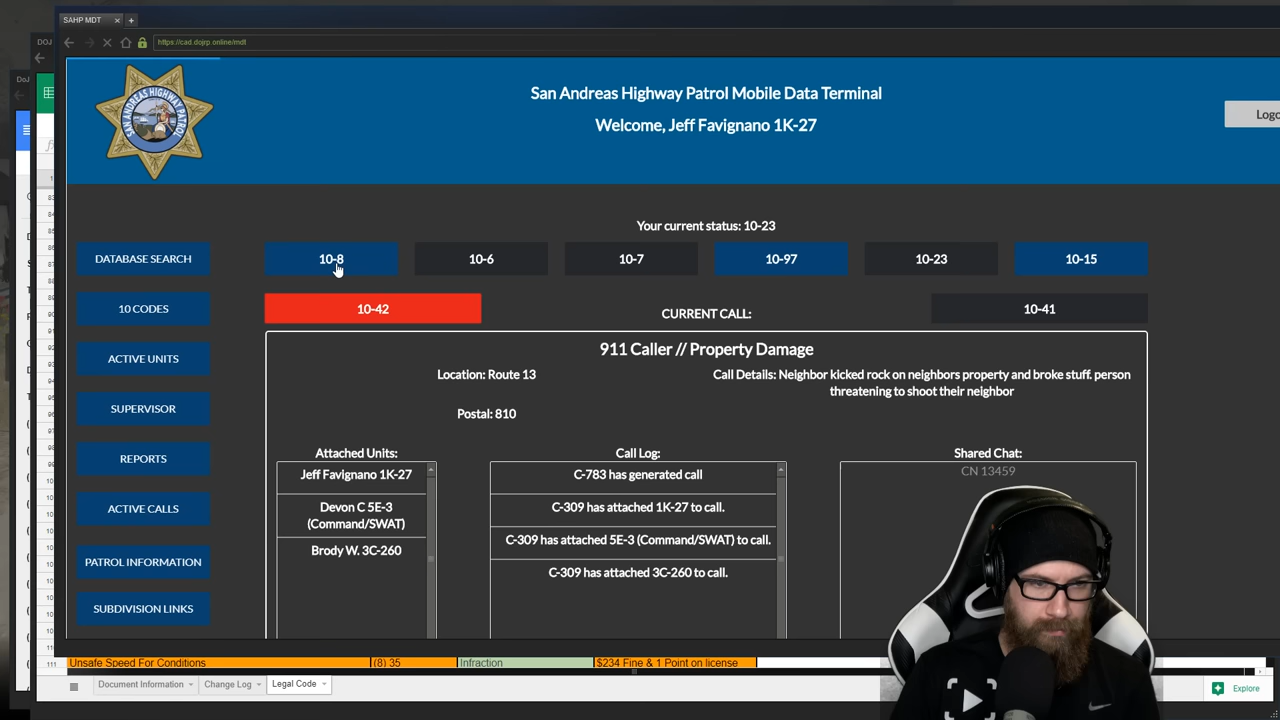 SAHP MDT
https://cad.dojrp.online/mdt
DOJ
DoJ
San Andreas Highway Patrol Mobile Data Terminal
Welcome, Jeff Favignano 1K-27
Your current status: 10-23
DATABASE SEARCH
10-8
10-6
10-7
10-97
10-23
10-15
10 CODES
10-42
CURRENT CALL:
10-41
ACTIVE UNITS
911 Caller // Property Damage
Location: Route 13
Call Details: Neighbor kicked rock on neighbors property and broke stuff. person
threatening to shoot their neighbor
SUPERVISOR
Postal: 810
REPORTS
Attached Units:
Call Log:
Shared Chat:
Jeff Favignano 1K-27
C-783 has generated call
CN 13459
ACTIVE CALLS
Devon C 5E-3
(Command/SWAT)
C-309 has attached 1K-27 to call.
C-309 has attached 5E-3 (Command/SWAT) to call.
PATROL INFORMATION
Brody W. 3C-260
C-309 has attached 3C-260 to call.
SUBDIVISION LINKS
111
Unsafe Speed For Conditions
(8) 35
Infraction
$234 Fine & 1 Point on license
Document Information
Change Log
Legal Code
Explore